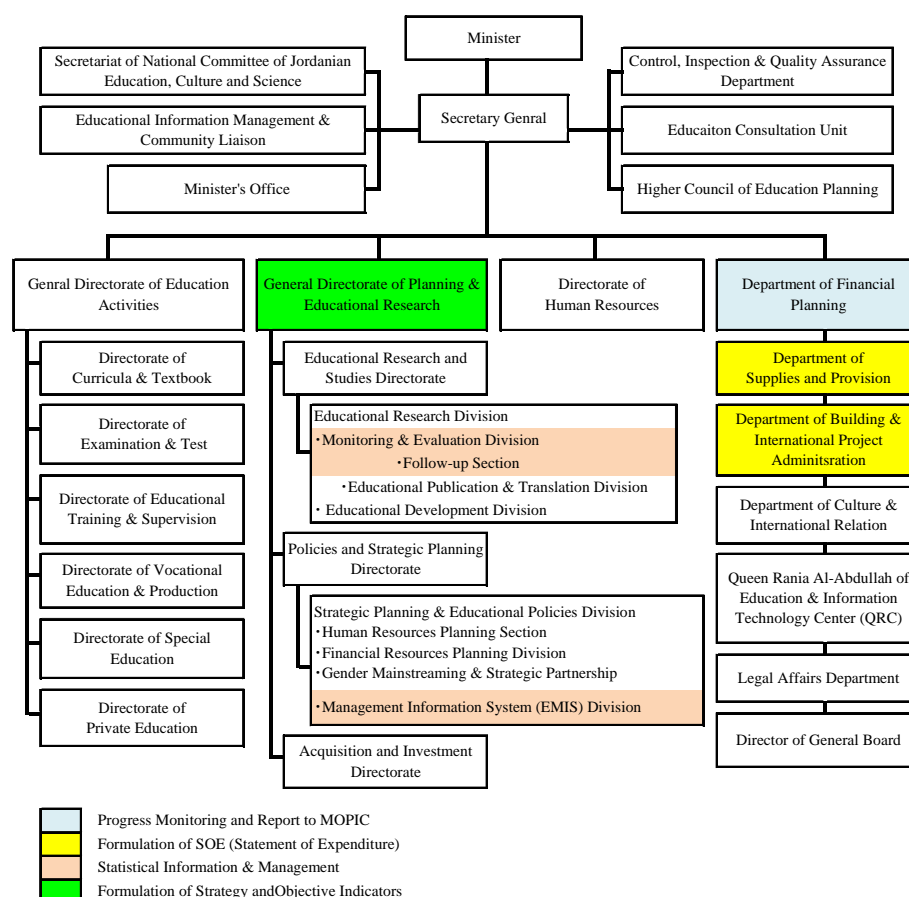 Minister
Secretariat of National Committee of Jordanian
Education, Culture and Science
Control, Inspection & Quality Assurance
Department
Secretary Genral
Educational Information Management &
Community Liaison
Educaiton Consultation Unit
Minister's Office
Higher Council of Education Planning
Genral Directorate of Education
Activities
General Directorate of Planning &
Educational Research
Directorate of
Human Resources
Department of Financial
Planning
Directorate of
Curricula & Textbook
Directorate of
Examination & Test
Directorate of Educational
Training & Supervision
Directorate of Vocational
Education & Production
Directorate of Special
Education
Directorate of
Private Education
Educational Research and
Studies Directorate
Educational Research Division
・Monitoring & Evaluation Division
・Follow-up Section
・Educational Publication & Translation Division
・ Educational Development Division
Policies and Strategic Planning
Directorate
Strategic Planning & Educational Policies Division
・Human Resources Planning Section
・Financial Resources Planning Division
・Gender Mainstreaming & Strategic Partnership
・Management Information System (EMIS) Division
Acquisition and Investment
Directorate
Department of
Supplies and Provision
Department of Building &
International Project
Adminitsration
Department of Culture &
International Relation
Queen Rania Al-Abdullah of
Education & Information
Technology Center (QRC)
Legal Affairs Department
Director of General Board
Progress Monitoring and Report to MOPIC
Formulation of SOE (Statement of Expenditure)
Statistical Information & Management
Formulation of Strategy andObjective Indicators